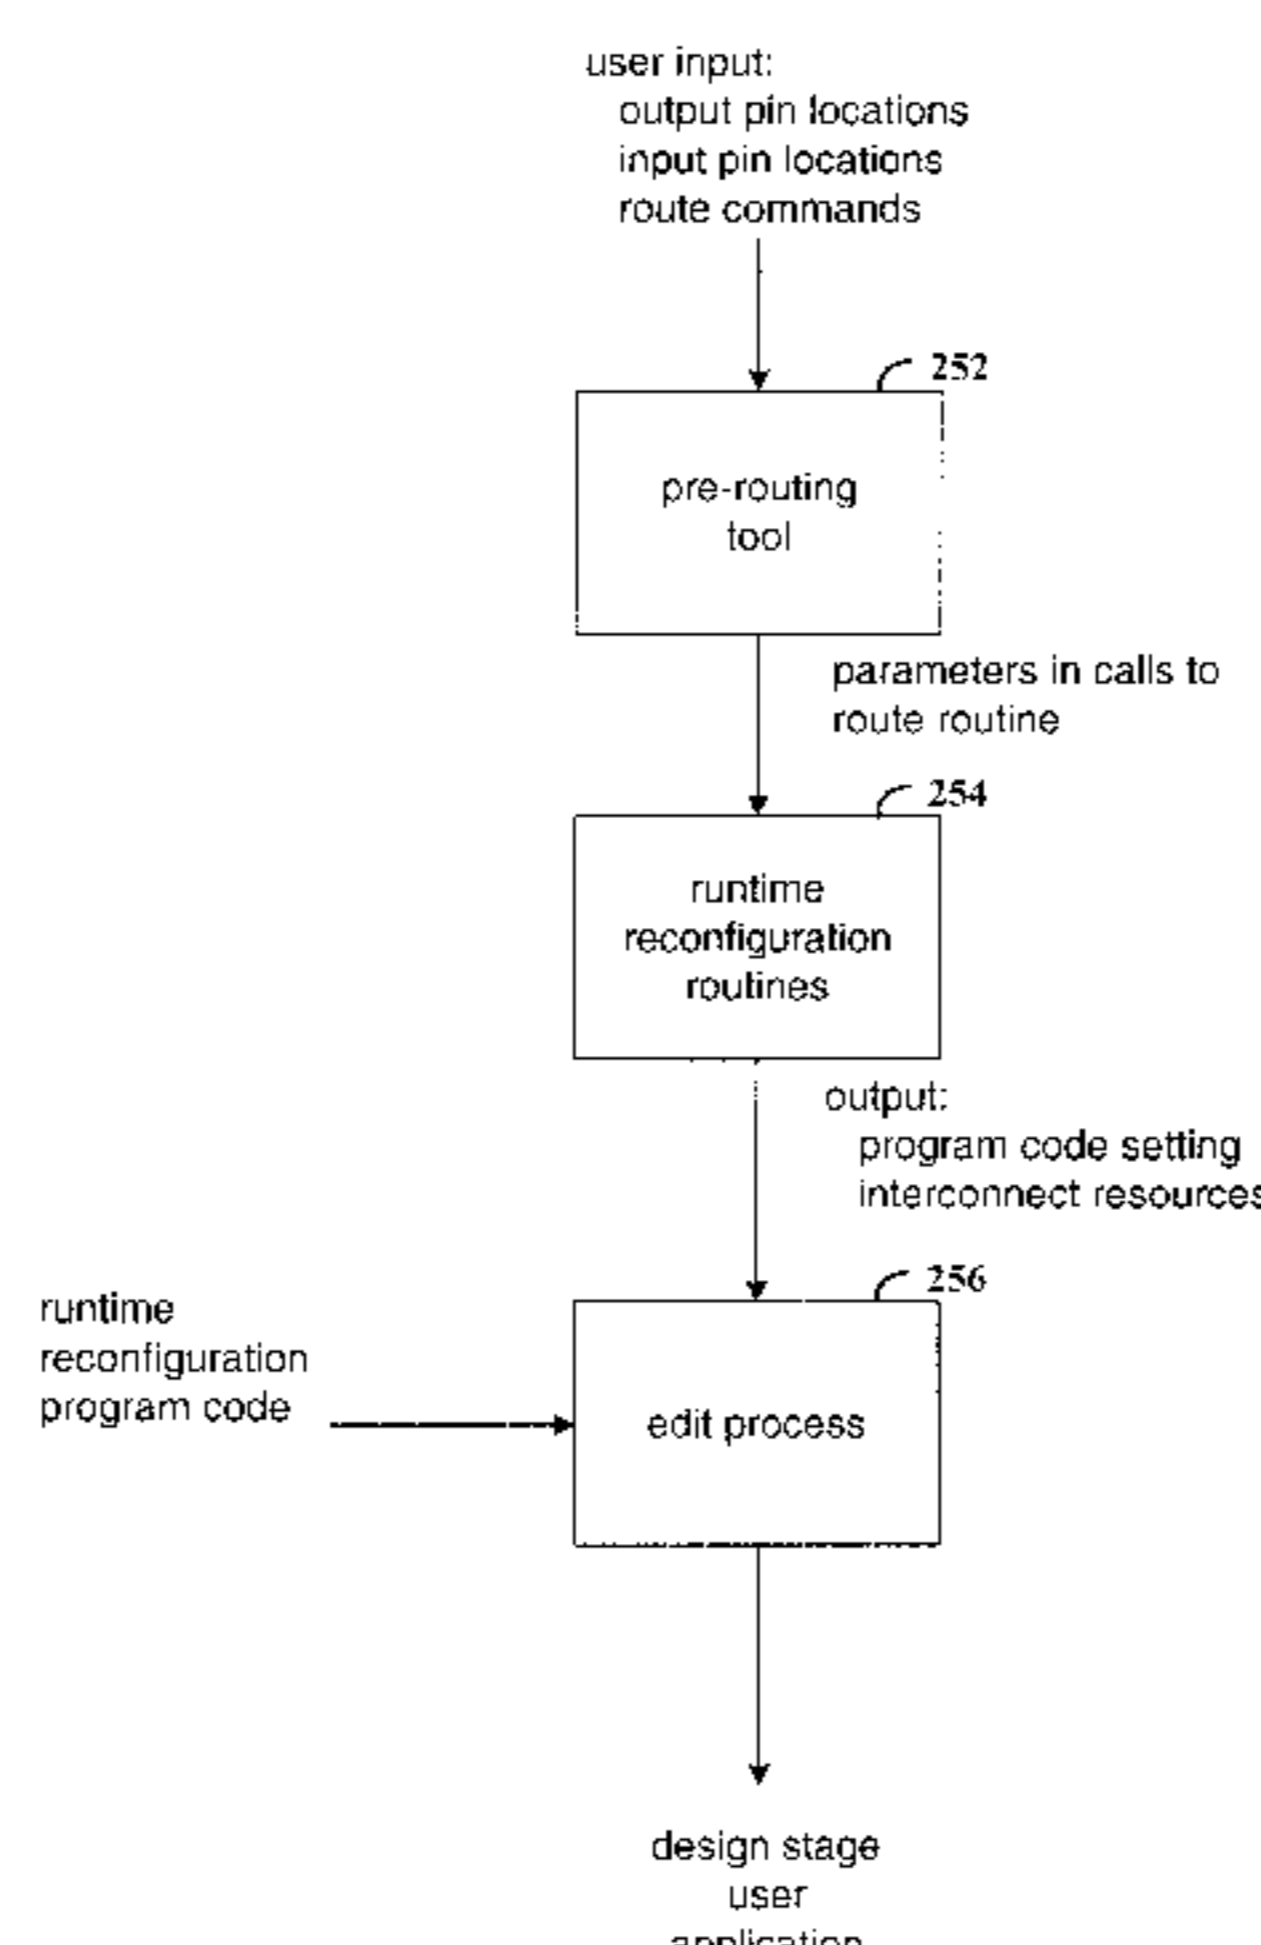 user input:
output pin locations
input pin locations
route commands
252
pre-routing
tool
parameters in calls to
route routine
254
runtime
reconfiguration
routines
output:
program code setting
interconnect resources
256
runtime
reconfiguration
program code
edit process
design stage
user
application